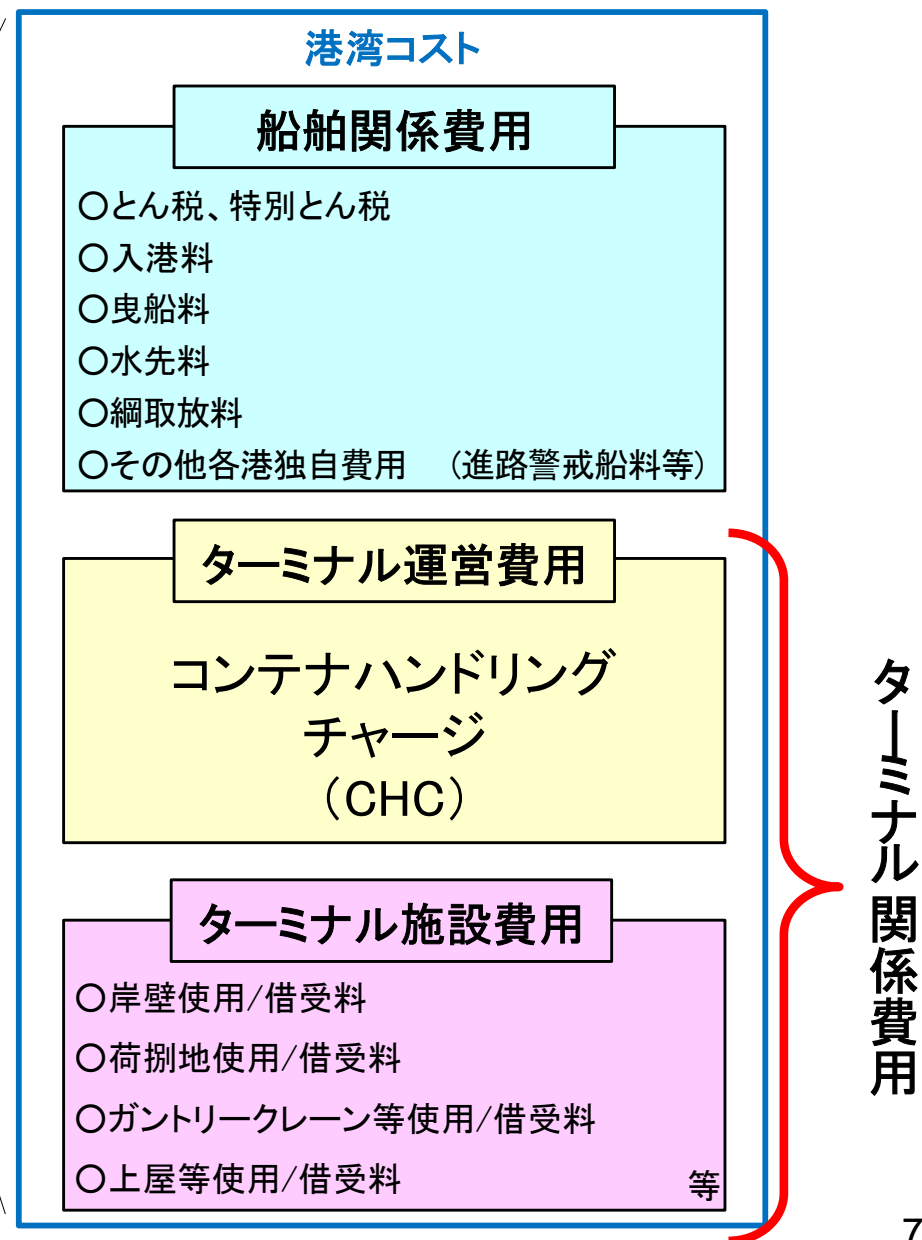 港湾コスト
船舶関係費用
○とん税、特別とん税
○入港料
○曳船料
○水先料
○綱取放料
○その他各港独自費用　（進路警戒船料等）
ターミナル運営費用
コンテナハンドリング
チャージ
（CHC）
ターミナル施設費用
○岸壁使用/借受料
○荷捌地使用/借受料
○ガントリークレーン等使用/借受料
○上屋等使用/借受料　等
ターミナル関係費用
7